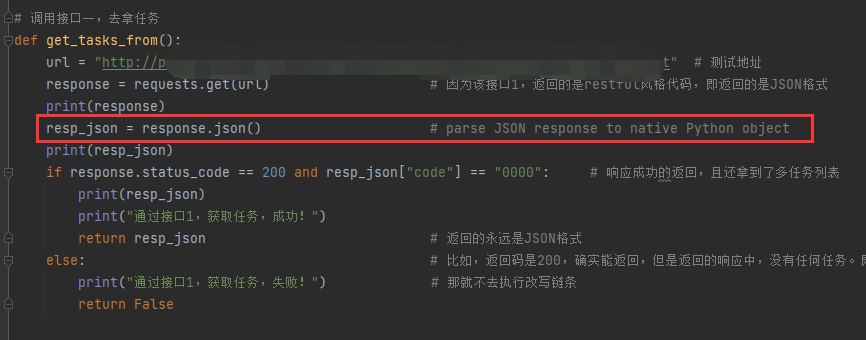 # 调用接口一，去拿任务
def get_tasks_from():
url = "http://p t" # 测试地址
response = requests.get(url) # 因为该接口1，返回的是restful风格代码，即返回的是JSON格式
print(response)
resp_json = response.json() # parse JSON response to native Python object
print(resp_json)
if response.status_code == 200 and resp_json["code"] == "0000": # 响应成功的返回，且还拿到了多任务列表
print(resp_json)
print("通过接口1，获取任务，成功！")
return resp_json # 返回的永远是JSON格式
else: # 比如，返回码是200，确实能返回，但是返回的响应中，没有任何任务。
print("通过接口1，获取任务，失败！") # 那就不去执行改写链条
return False